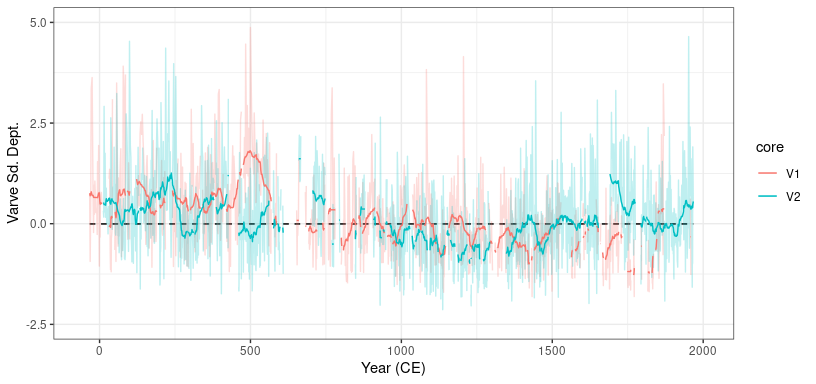 5.0
2.5
0.0
-2.5
Varve Sd. Dept.
0
500
1000
1500
2000
Year (CE)
core
V1
V2